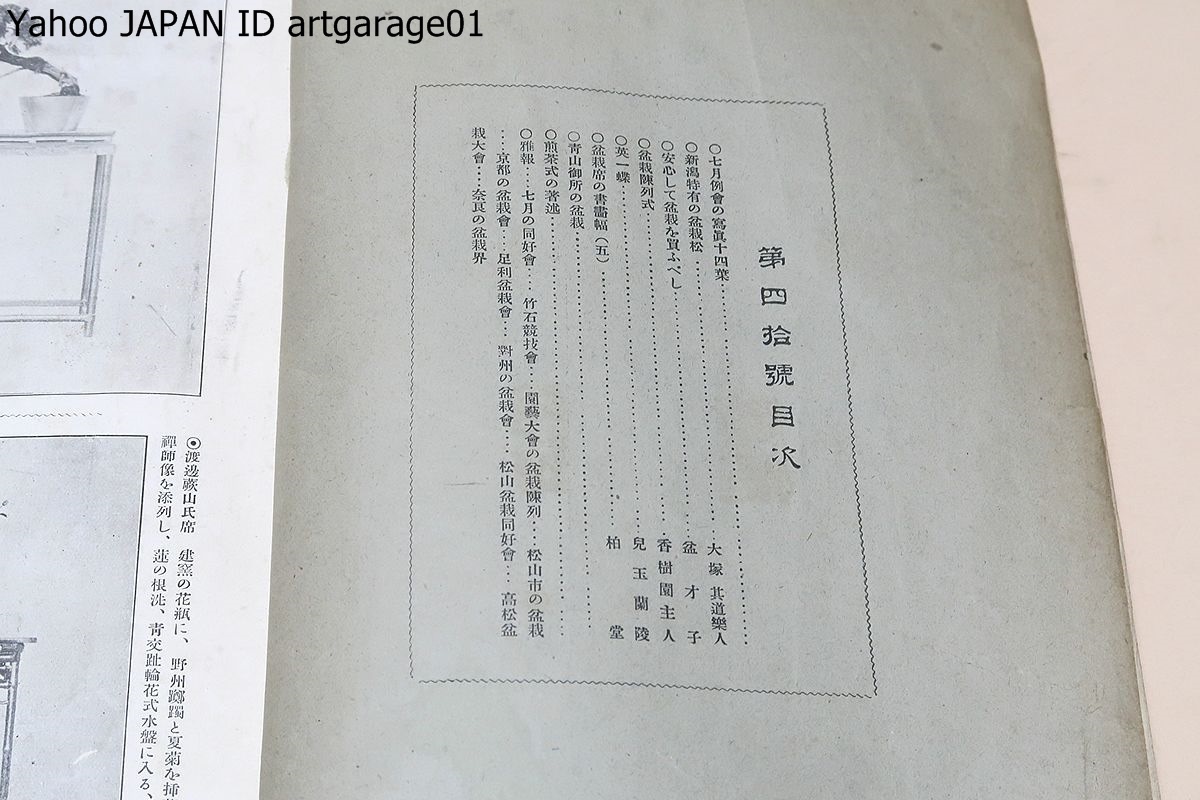 Yahoo JAPAN ID artgarage01
第四拾號目次
○七月例會の寫眞十四葉
○新潟特有の盆栽松 大塚其道樂人
○安心して盆栽を買ふべし 盆才子
○盆栽陳列式 香樹園主人
○英一蝶 兒玉蘭陵
○盆栽席の書畵幅（五） 柏堂
○靑山御所の盆栽
○煎茶式の著述
○雅報……七月の同好會… 竹石競技會… 園藝大會の盆栽陳列… 松山市の盆栽
…京都の盆栽會…足利盆栽會… 對州の盆栽會… 松山盆栽同好會… 高松盆
栽大會…奈良の盆栽界
◉渡邊蕨山氏席 建窯の花瓶に、野州躑躅と夏菊を挿
禪師像を添列し、蓮の根洗、靑交趾輪花式水盤に入る、